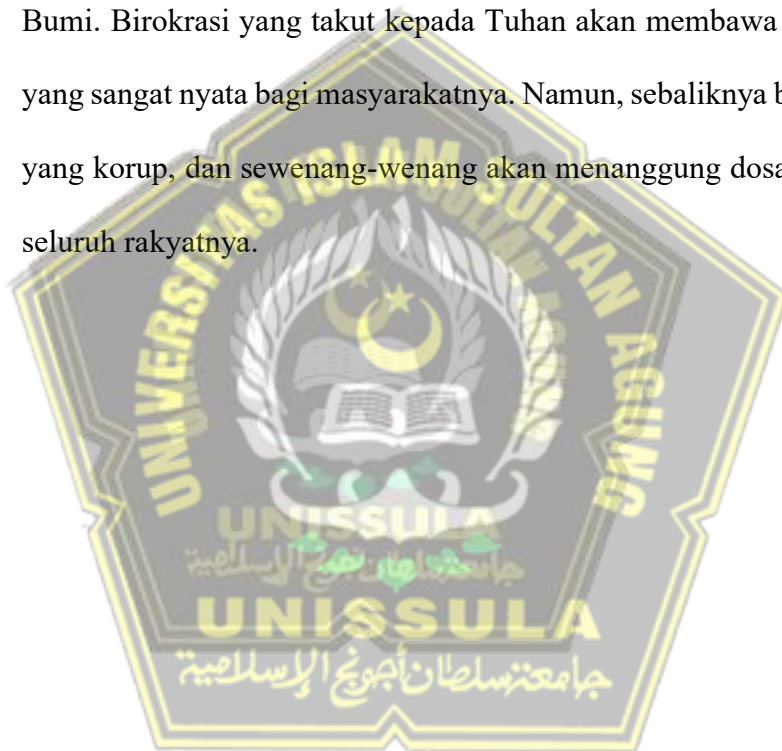 Bumi. Birokrasi yang takut kepada Tuhan akan membawa
yang sangat nyata bagi masyarakatnya. Namun, sebaliknya b
yang korup, dan sewenang-wenang akan menanggung dosa
seluruh rakyatnya.
UNIVERSITAS ISLAM SULTAN AGUNG
UNISSULA
جامعة سلطان أجونج الإسلامية
UNISSULA
جامعة سلطان أجونج الإسلامية